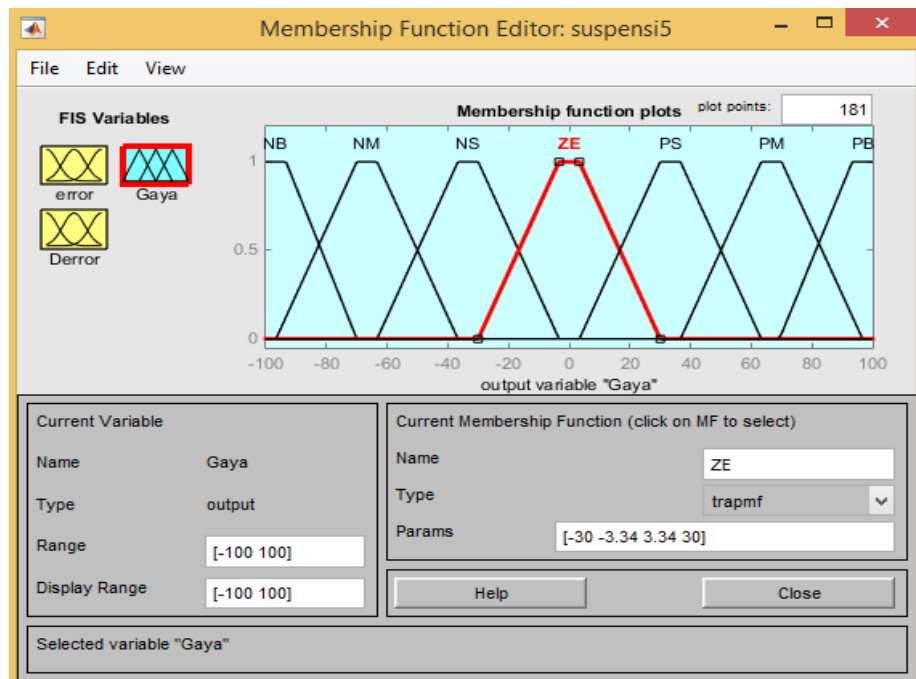 Membership Function Editor: suspensi5
File Edit View
FIS Variables
error
Gaya
Derror
Membership function plots
plot points:
181
NB NM NS ZE PS PM PB
1
0.5
0
-100 -80 -60 -40 -20 0 20 40 60 80 100
output variable "Gaya"
Current Variable
Name Gaya
Type output
Range [-100 100]
Display Range [-100 100]
Current Membership Function (click on MF to select)
Name ZE
Type trapmf
Params [-30 -3.34 3.34 30]
Help Close
Selected variable "Gaya"